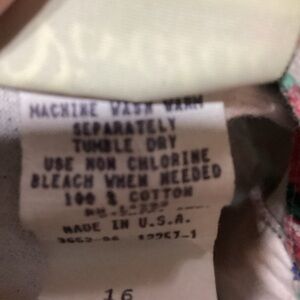 MACHINE WASH WARM
SEPARATELY
TUMBLE DRY
USE NON CHLORINE
BLEACH WHEN NEEDED
100 % COTTON
MADE IN U.S.A.
16